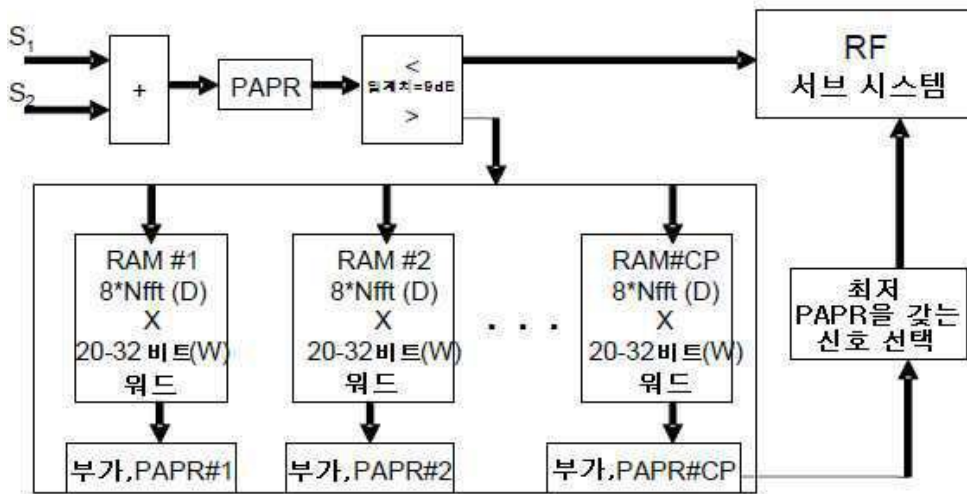 S1
S2
+
PAPR
<
임계치=9dB
>
RF
서브 시스템
RAM #1
8*Nfft (D)
X
20-32 비트(W)
워드
RAM #2
8*Nfft (D)
X
20-32 비트(W)
워드
. . .
RAM#CP
8*Nfft (D)
X
20-32 비트(W)
워드
최저
PAPR을 갖는
신호 선택
부가,PAPR#1
부가,PAPR#2
부가,PAPR#CP